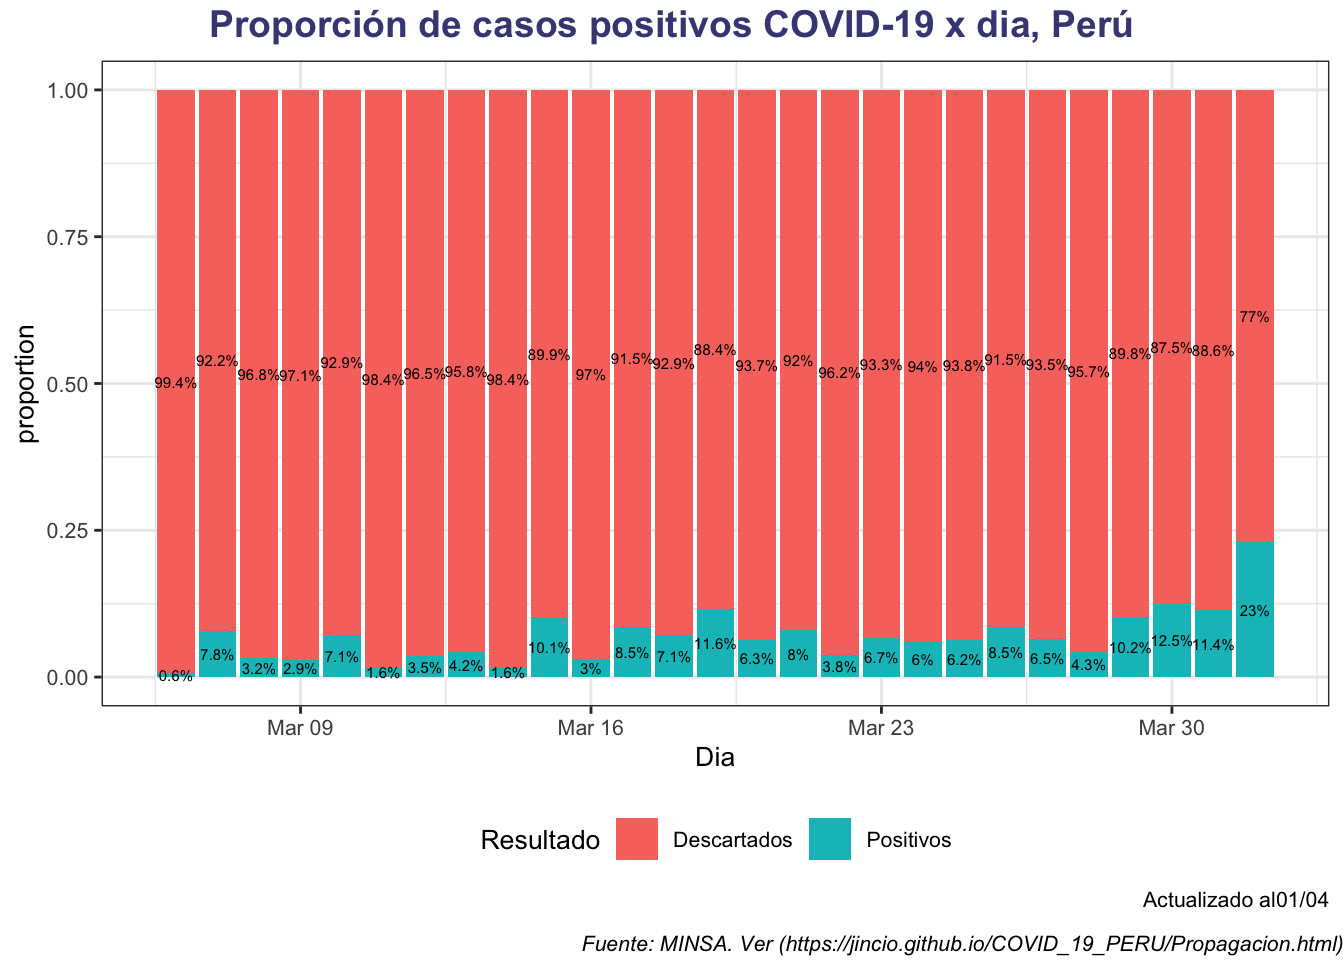 Proporción de casos positivos COVID-19 x dia, Perú
proportion
1.00
0.75
0.50
0.25
0.00
99.4% 92.2% 96.8% 97.1% 92.9% 98.4% 96.5% 95.8% 98.4% 89.9% 97% 91.5% 92.9% 88.4% 93.7% 92% 96.2% 93.3% 94% 93.8% 91.5% 93.5% 95.7% 89.8% 87.5% 88.6% 77%
0.6% 7.8% 3.2% 2.9% 7.1% 1.6% 3.5% 4.2% 1.6% 10.1% 3% 8.5% 7.1% 11.6% 6.3% 8% 3.8% 6.7% 6% 6.2% 8.5% 6.5% 4.3% 10.2% 12.5% 11.4% 23%
Mar 09 Mar 16 Mar 23 Mar 30
Dia
Resultado Descartados Positivos
Actualizado al01/04
Fuente: MINSA. Ver (https://jincio.github.io/COVID_19_PERU/Propagacion.html)